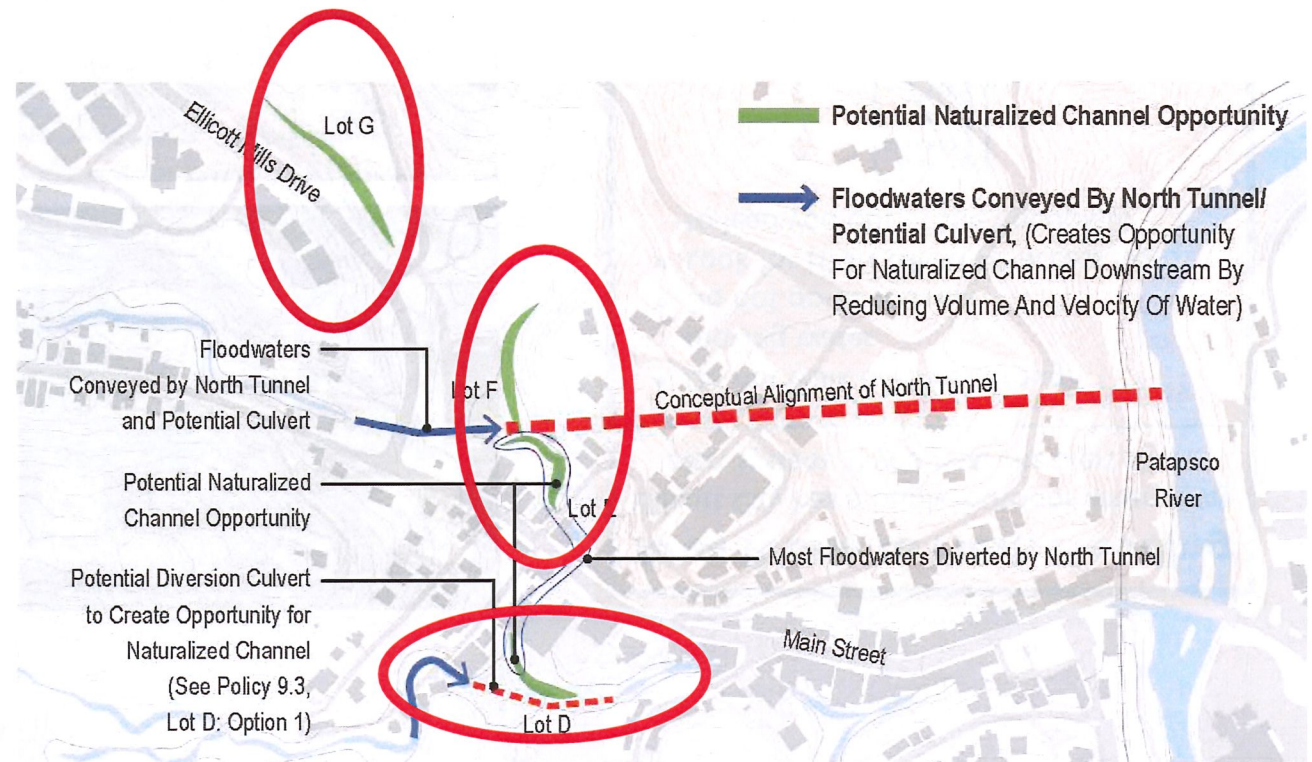 Ellicott Mills Drive
Lot G
Potential Naturalized Channel Opportunity
Floodwaters Conveyed By North Tunnel/
Potential Culvert, (Creates Opportunity
For Naturalized Channel Downstream By
Reducing Volume And Velocity Of Water)
Floodwaters
Conveyed by North Tunnel
and Potential Culvert
Lot F
Conceptual Alignment of North Tunnel
Patapsco
River
Potential Naturalized
Channel Opportunity
Lot E
Most Floodwaters Diverted by North Tunnel
Potential Diversion Culvert
to Create Opportunity for
Naturalized Channel
(See Policy 9.3,
Lot D: Option 1)
Main Street
Lot D